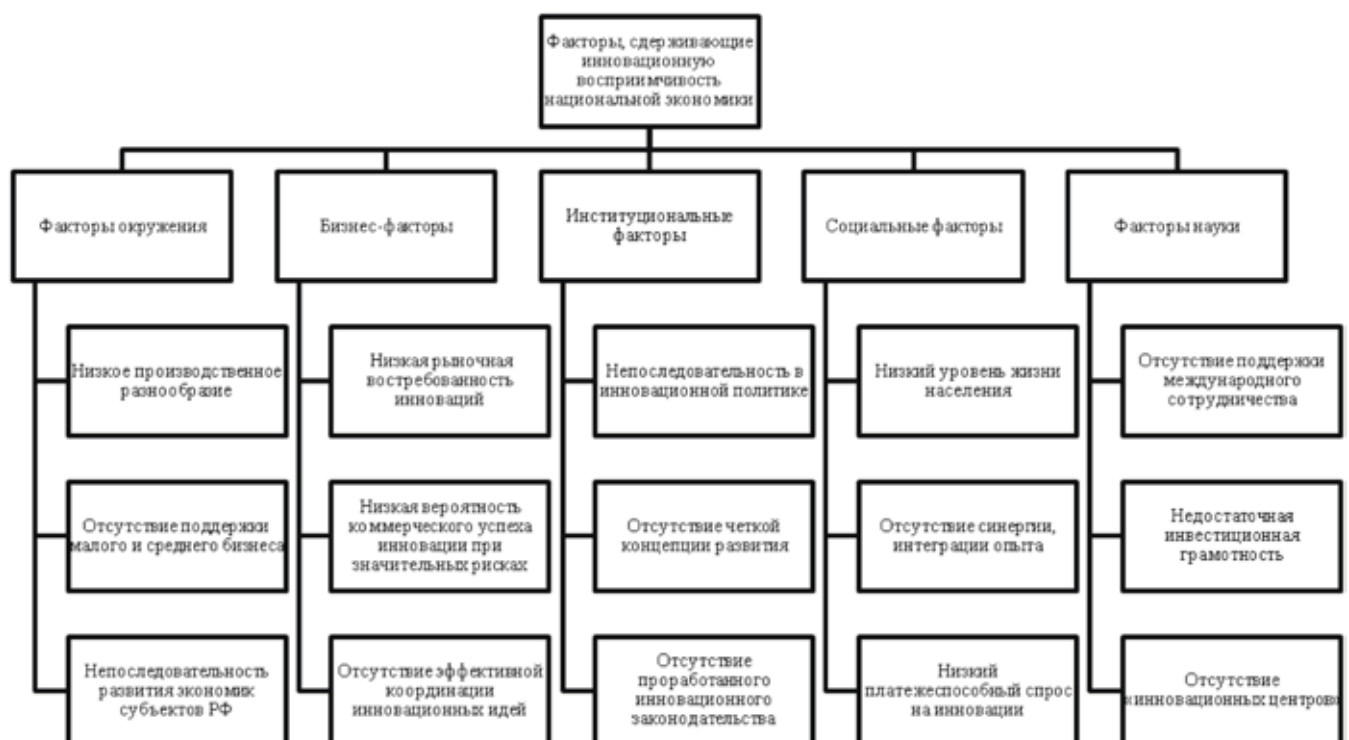 Факторы, сдерживающие
инновационную
восприимчивость
национальной экономики
Факторы окружения
Бизнес-факторы
Институциональные
факторы
Социальные факторы
Факторы науки
Низкое производственное
разнообразие
Отсутствие поддержки
малого и среднего бизнеса
Непоследовательность
развития экономик
субъектов РФ
Низкая рыночная
востребованность
инноваций
Низкая вероятность
коммерческого успеха
инновации при
значительных рисках
Отсутствие эффективной
координации
инновационных идей
Непоследовательность в
инновационной политике
Отсутствие четкой
концепции развития
Отсутствие
проработанного
инновационного
законодательства
Низкий уровень жизни
населения
Отсутствие синергии,
интеграции опыта
Низкий
платежеспособный спрос
на инновации
Отсутствие поддержки
международного
сотрудничества
Недостаточная
инвестиционная
грамотность
Отсутствие
«инновационных центров»